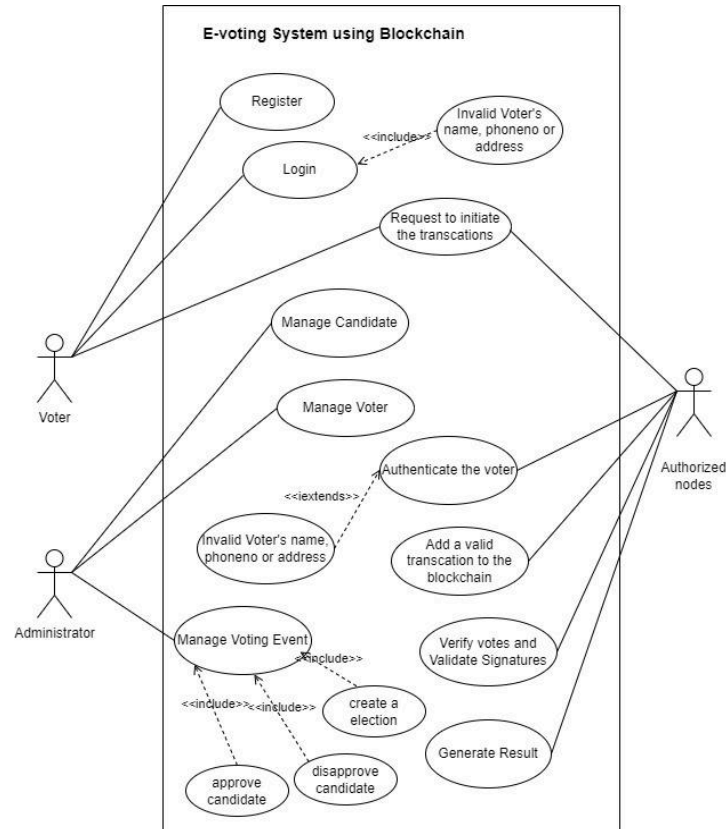 E-voting System using Blockchain
Register
Invalid Voter's
name, phoneno or
address
<<include>>
Login
Request to initiate
the transcations
Manage Candidate
Voter
Manage Voter
Authenticate the voter
Authorized
nodes
<<iextends>>
Invalid Voter's name,
phoneno or address
Add a valid
transcation to the
blockchain
Administrator
Manage Voting Event
Verify votes and
Validate Signatures
<<include>>
<<include>>
<<include>>
create a
election
Generate Result
approve
candidate
disapprove
candidate